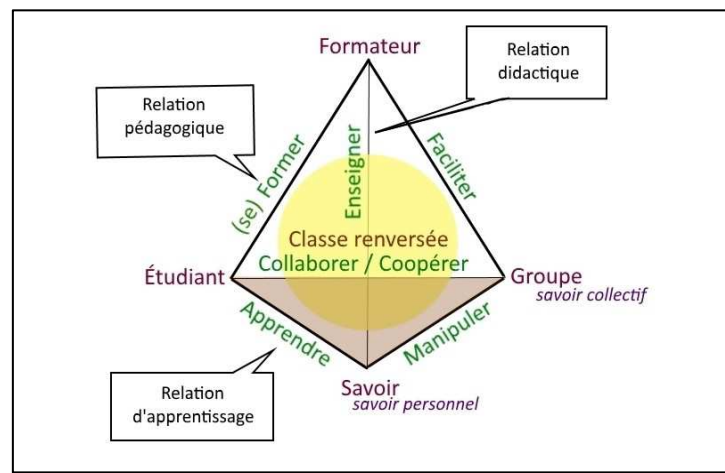 Formateur
Relation
didactique
Relation
pédagogique
(se) Former
Enseigner
Faciliter
Classe renversée
Collaborer / Coopérer
Étudiant
Groupe
savoir collectif
Apprendre
Manipuler
Savoir
savoir personnel
Relation
d'apprentissage